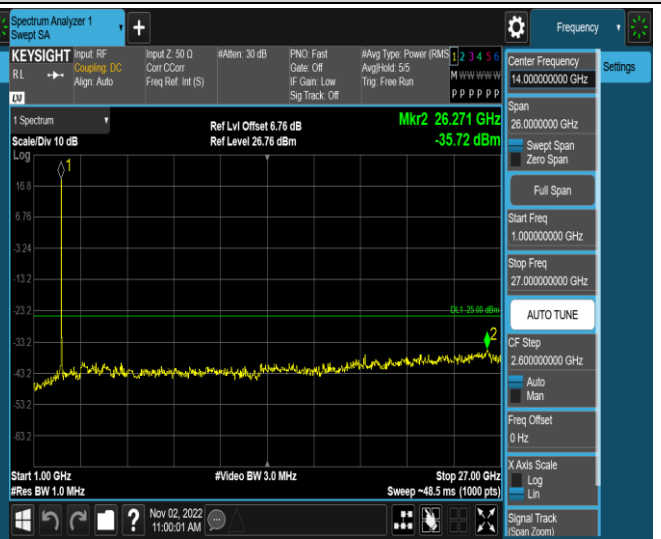 Spectrum Analyzer 1
Swept SA
+
Frequency
KEYSIGHT
RL
LXI
Input: RF
Coupling: DC
Align: Auto
Input Z: 50 Ω
Corr CCorr
Freq Ref: Int (S)
#Atten: 30 dB
PNO: Fast
Gate: Off
IF Gain: Low
Sig Track: Off
#Avg Type: Power (RMS
Avg|Hold: 5/5
Trig: Free Run
1 2 3 4 5 6
M W W W W W
P P P P P P
Center Frequency
14.000000000 GHz
Settings
1 Spectrum
Scale/Div 10 dB
Log
Ref Lvl Offset 6.76 dB
Ref Level 26.76 dBm
Mkr2 26.271 GHz
-35.72 dBm
Span
26.0000000 GHz
Swept Span
Zero Span
Full Span
Start Freq
1.000000000 GHz
Stop Freq
27.000000000 GHz
AUTO TUNE
CF Step
2.600000000 GHz
Auto
Man
Freq Offset
0 Hz
X Axis Scale
Log
Lin
Signal Track
(Span Zoom)
1
16.8
6.76
-3.24
-13.2
-23.2
DL1 -25.00 dBm
2
-33.2
-43.2
-53.2
-63.2
Start 1.00 GHz
#Res BW 1.0 MHz
#Video BW 3.0 MHz
Stop 27.00 GHz
Sweep ~48.5 ms (1000 pts)
?
Nov 02, 2022
11:00:01 AM